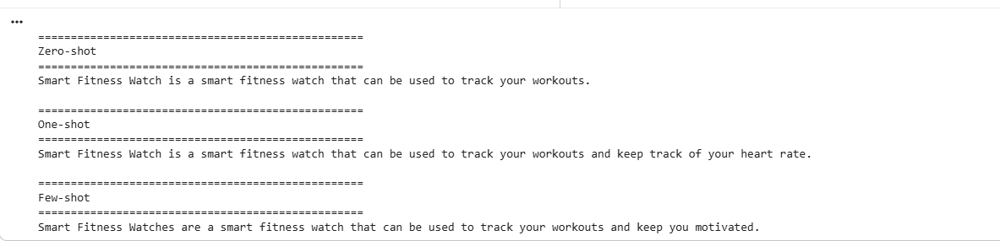 ==================================================
Zero-shot
==================================================
Smart Fitness Watch is a smart fitness watch that can be used to track your workouts.
==================================================
One-shot
==================================================
Smart Fitness Watch is a smart fitness watch that can be used to track your workouts and keep track of your heart rate.
==================================================
Few-shot
==================================================
Smart Fitness Watches are a smart fitness watch that can be used to track your workouts and keep you motivated.